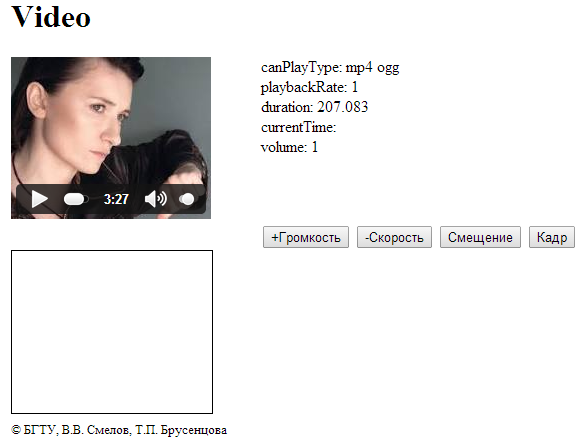 Video
canPlayType: mp4 ogg
playbackRate: 1
duration: 207.083
currentTime:
volume: 1
3:27
+Громкость -Скорость Смещение Кадр
© БГТУ, В.В. Смелов, Т.П. Брусенцова